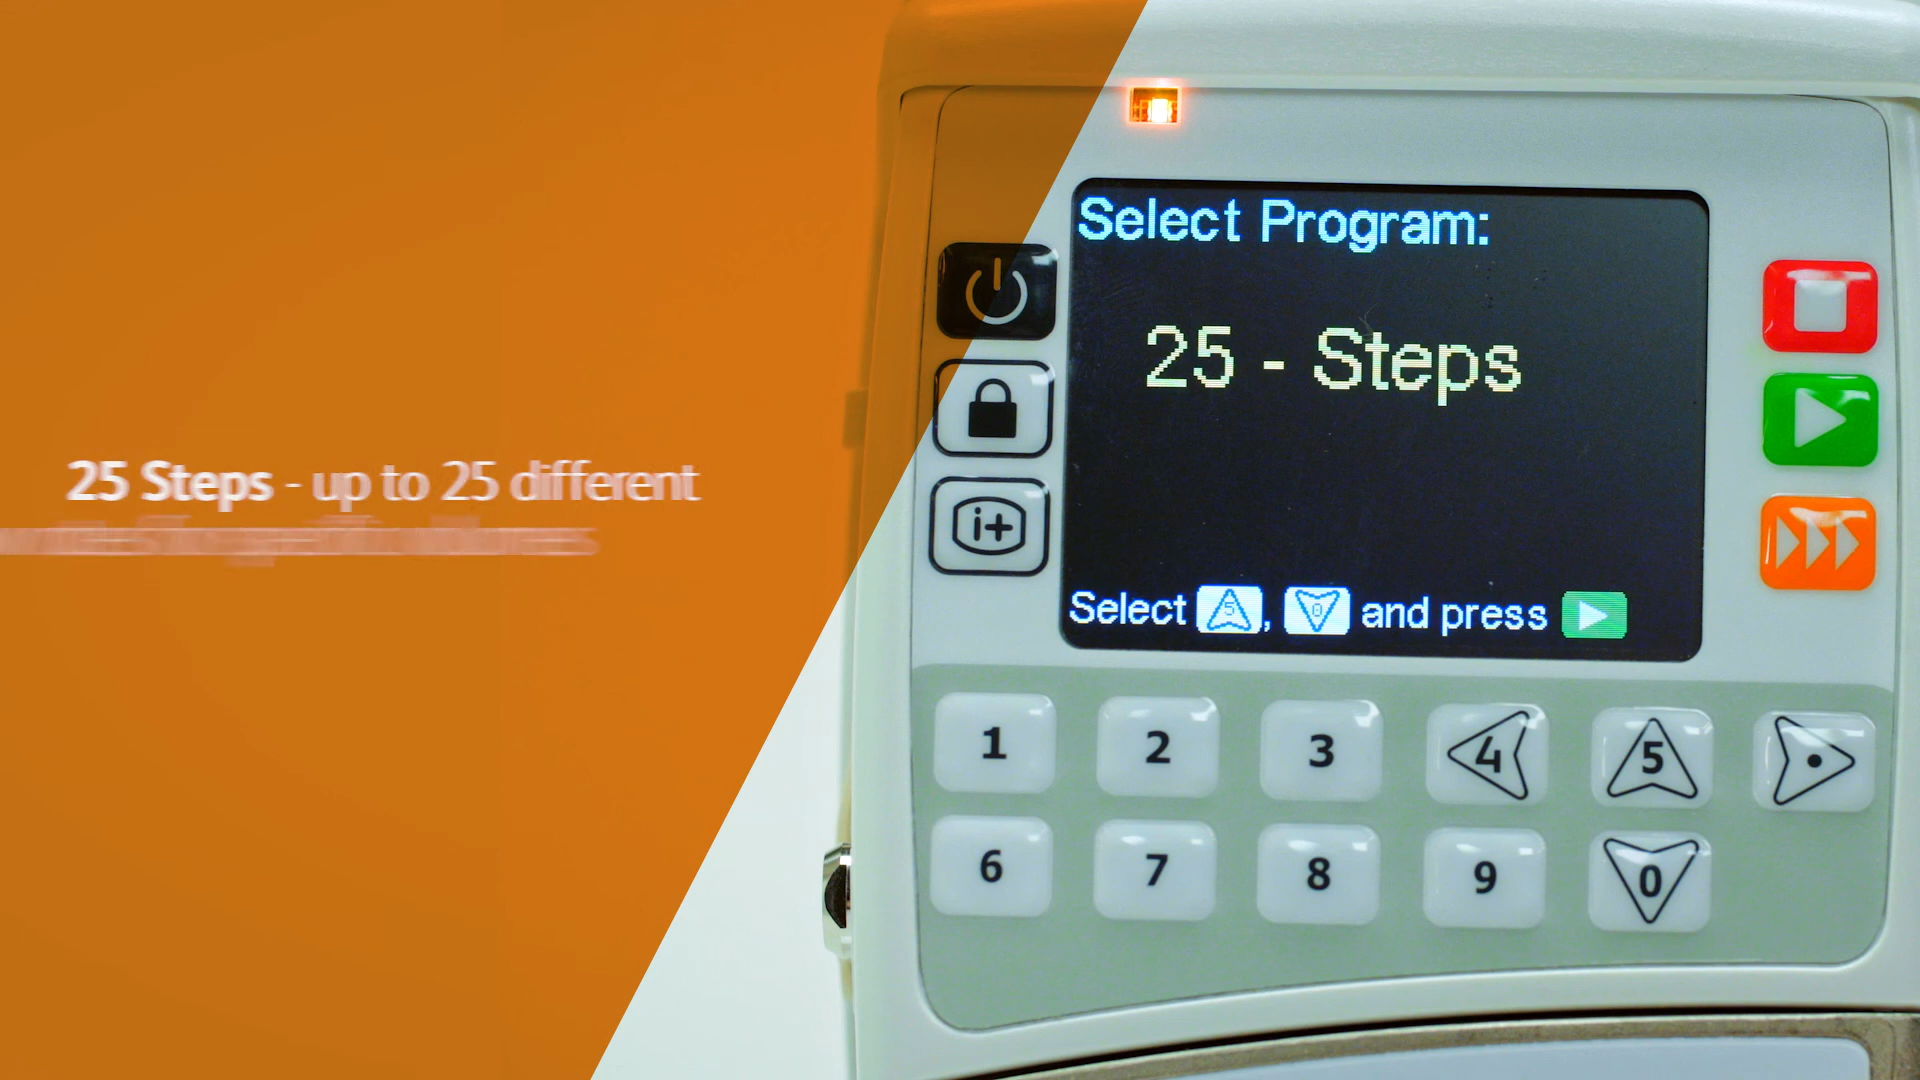 25 Steps - up to 25 different
Select Program:
25 - Steps
i+
Select 5, 0 and press
1 2 3 4 5 •
6 7 8 9 0